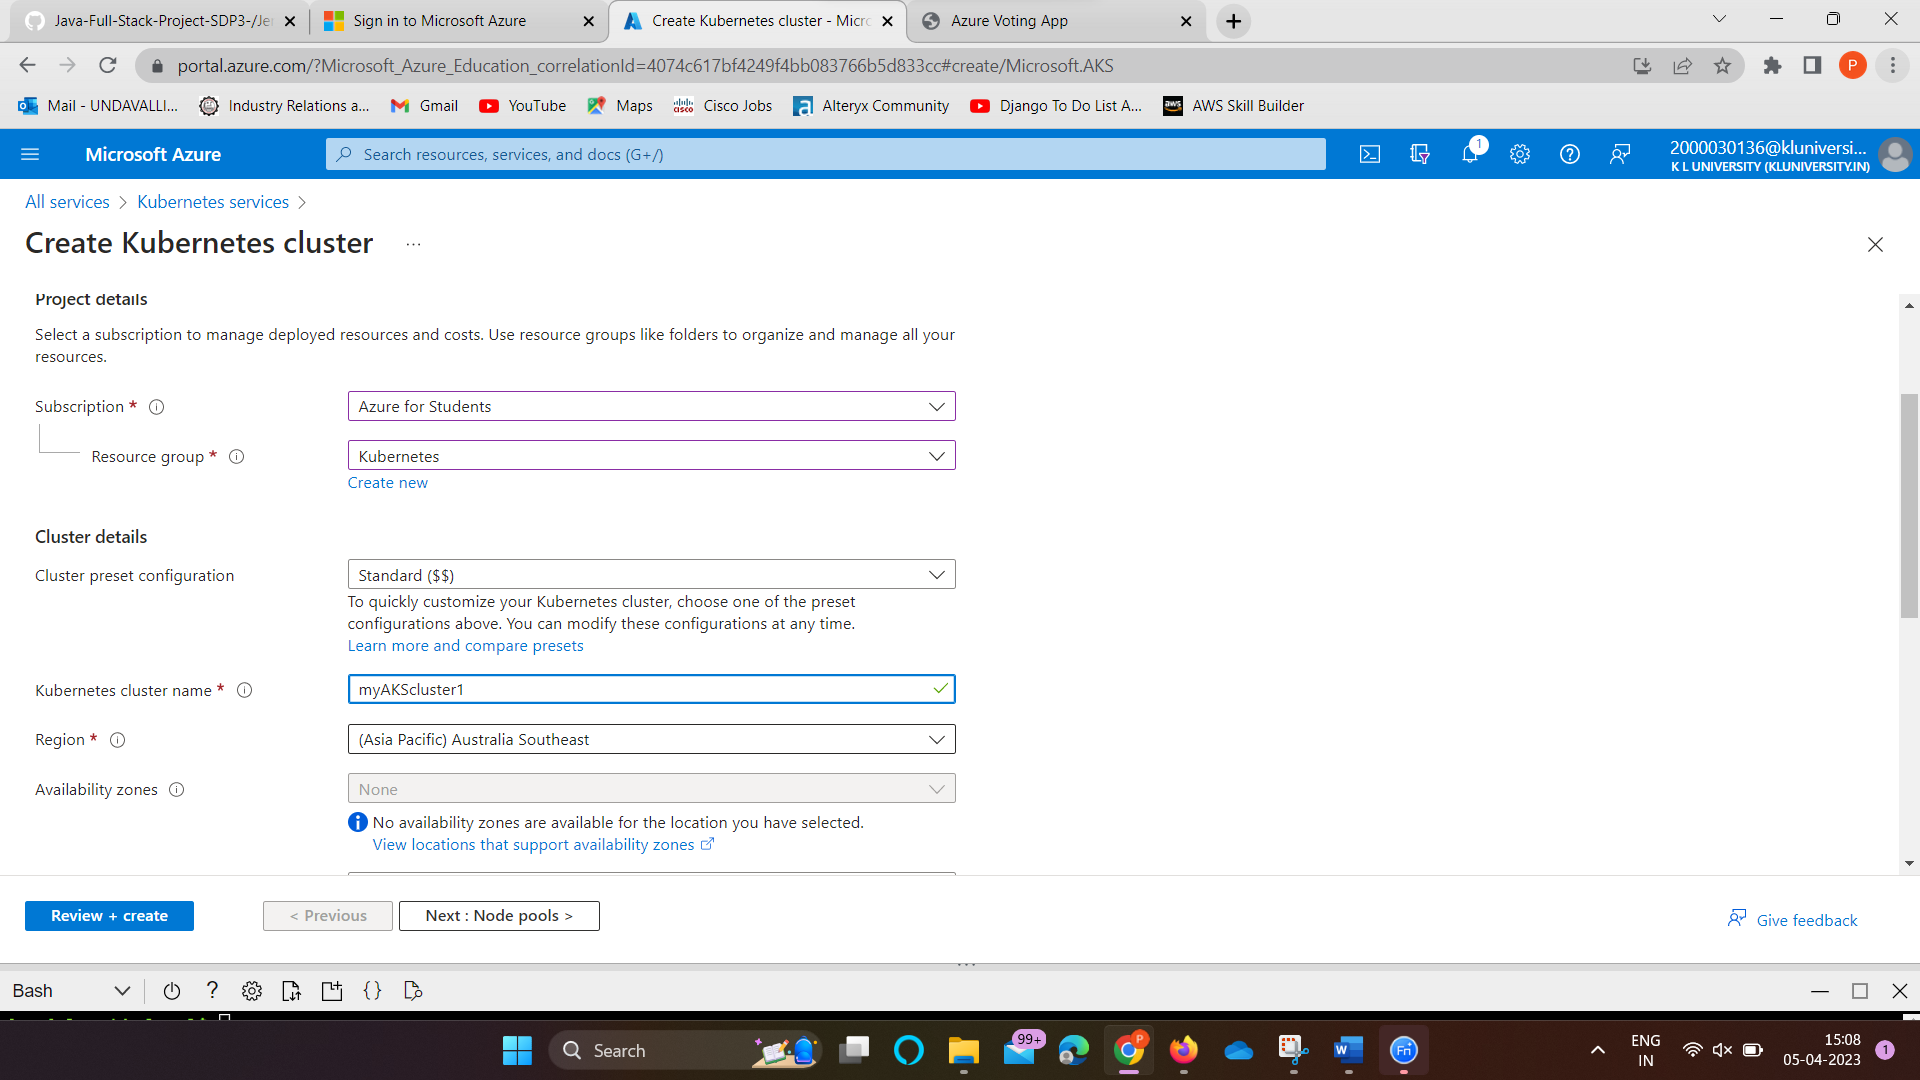 Java-Full-Stack-Project-SDP3-/Je
Sign in to Microsoft Azure
Create Kubernetes cluster - Micro
Azure Voting App
portal.azure.com/?Microsoft_Azure_Education_correlationId=4074c617bf4249f4bb083766b5d833cc#create/Microsoft.AKS
P
Mail - UNDAVALLI...
Industry Relations a...
Gmail
YouTube
Maps
Cisco Jobs
Alteryx Community
Django To Do List A...
AWS Skill Builder
Microsoft Azure
Search resources, services, and docs (G+/)
1
2000030136@kluniversi...
K L UNIVERSITY (KLUNIVERSITY.IN)
All services > Kubernetes services >
Create Kubernetes cluster ...
Project details
Select a subscription to manage deployed resources and costs. Use resource groups like folders to organize and manage all your
resources.
Subscription *
Azure for Students
Resource group *
Kubernetes
Create new
Cluster details
Cluster preset configuration
Standard ($$)
To quickly customize your Kubernetes cluster, choose one of the preset
configurations above. You can modify these configurations at any time.
Learn more and compare presets
Kubernetes cluster name *
myAKScluster1
Region *
(Asia Pacific) Australia Southeast
Availability zones
None
No availability zones are available for the location you have selected.
View locations that support availability zones
Review + create
< Previous
Next : Node pools >
Give feedback
Bash
Search
99+
P
W
Fn
ENG
IN
15:08
05-04-2023
1